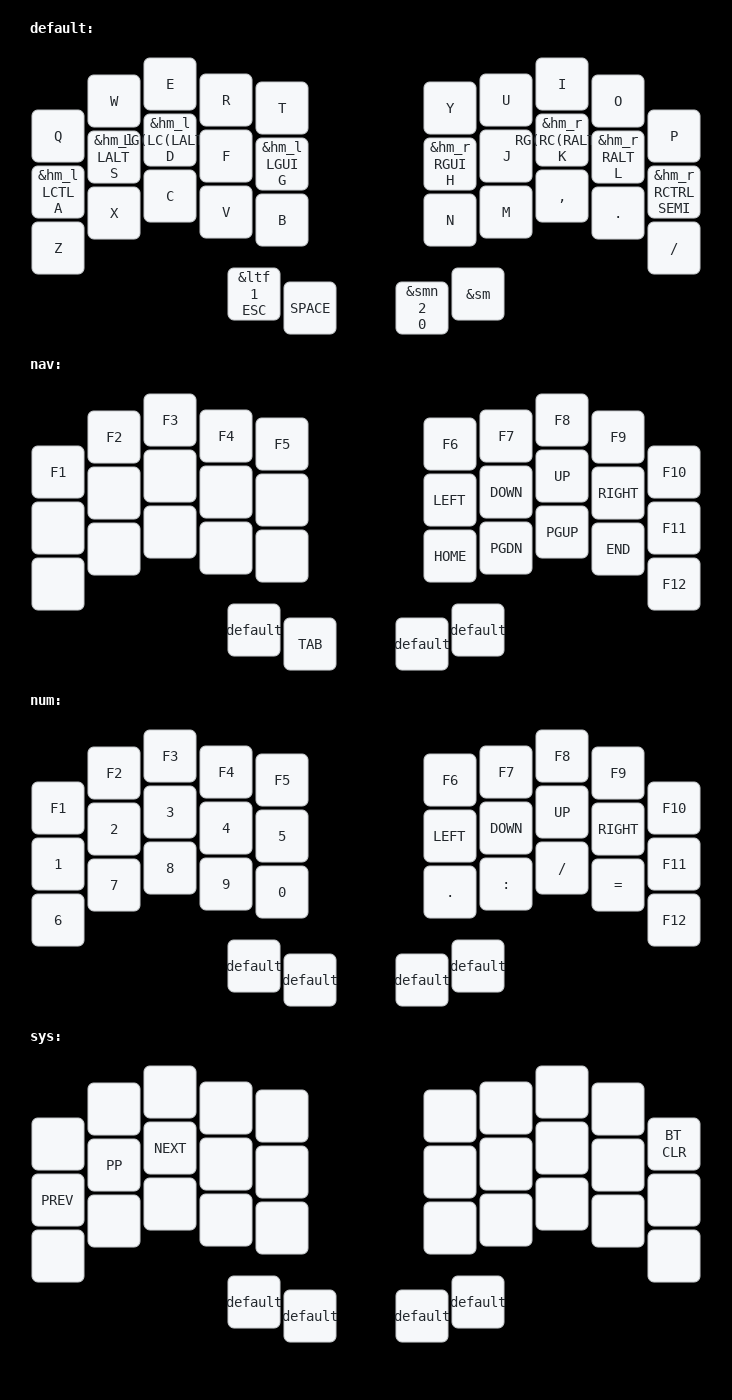 default:
Q W E R T Y U I O P
&hm_l LCTL A &hm_l LALT S &hm_l D F &hm_l LGUI G &hm_r RGUI H J &hm_r K &hm_r RALT L &hm_r RCTRL SEMI
Z X C V B N M , . /
&ltf 1 ESC SPACE &smn 2 0 &sm
nav:
F1 F2 F3 F4 F5 F6 F7 F8 F9 F10
LEFT DOWN UP RIGHT F11
HOME PGDN PGUP END F12
default TAB default default
num:
F1 F2 F3 F4 F5 F6 F7 F8 F9 F10
1 2 3 4 5 LEFT DOWN UP RIGHT F11
6 7 8 9 0 . : / = F12
default default default default
sys:
BT CLR
PREV PP NEXT
default default default default